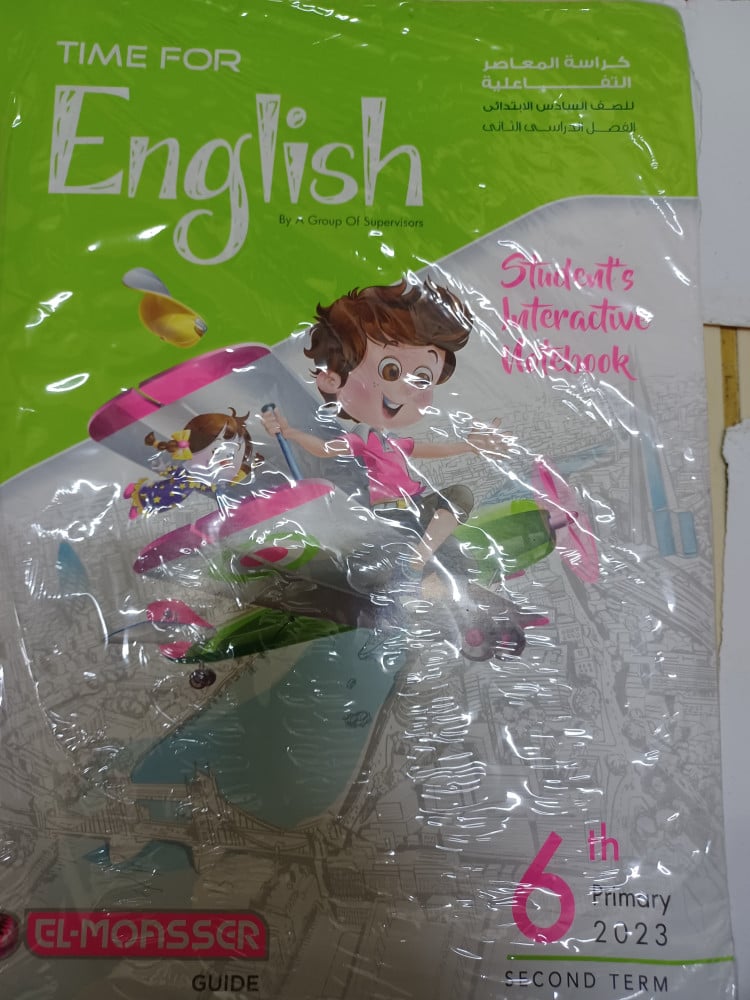 TIME FOR
English
By A Group Of Supervisors
كراسة المعاصر
التفاعلية
للصف السادس الابتدائى
الفصل الدراسى الثانى
Student's
Interactive
Notebook
6th
Primary
2023
SECOND TERM
EL-MOASSER
GUIDE